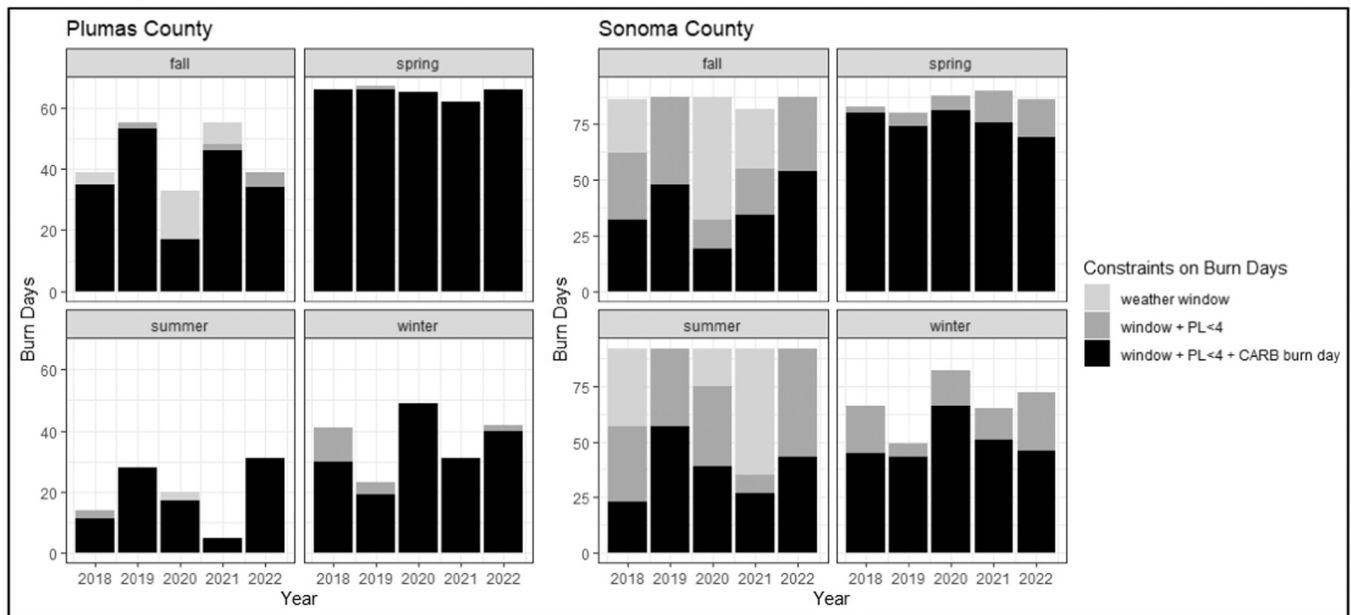 Plumas County
fall
spring
60
40
20
0
summer
winter
60
40
20
0
2018 2019 2020 2021 2022
2018 2019 2020 2021 2022
Burn Days
Year
Sonoma County
fall
spring
75
50
25
0
summer
winter
75
50
25
0
2018 2019 2020 2021 2022
2018 2019 2020 2021 2022
Burn Days
Year
Constraints on Burn Days
weather window
window + PL<4
window + PL<4 + CARB burn day